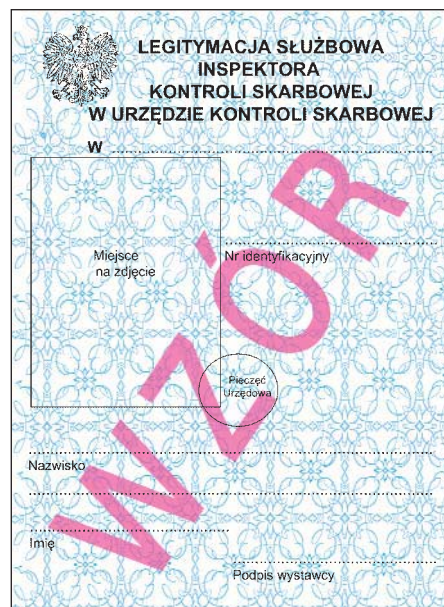 LEGITYMACJA SŁUŻBOWA
INSPEKTORA
KONTROLI SKARBOWEJ
W URZĘDZIE KONTROLI SKARBOWEJ
W
Miejsce
na zdjęcie
Nr identyfikacyjny
Pieczęć
Urzędowa
WZÓR
Nazwisko
Imię
Podpis wystawcy